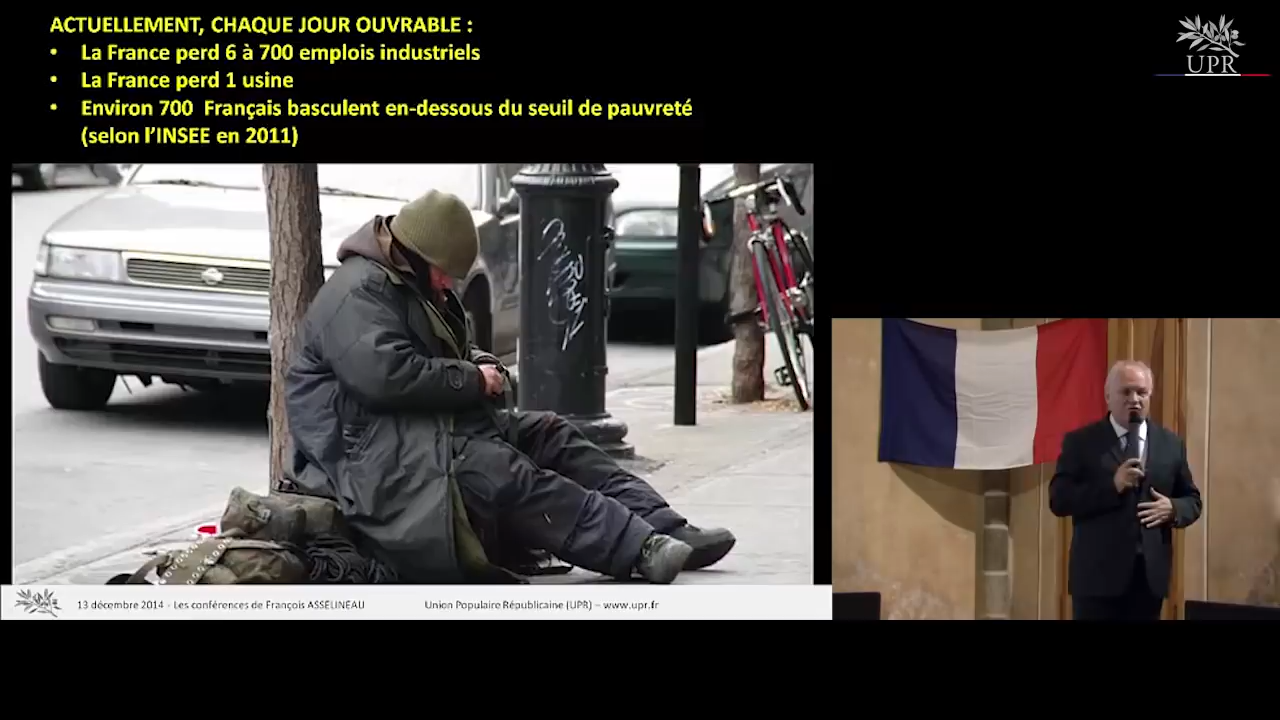 ACTUELLEMENT, CHAQUE JOUR OUVRABLE :
• La France perd 6 à 700 emplois industriels
• La France perd 1 usine
• Environ 700 Français basculent en-dessous du seuil de pauvreté
(selon l'INSEE en 2011)
UPR
13 décembre 2014 - Les conférences de François ASSELINEAU
Union Populaire Républicaine (UPR) – www.upr.fr